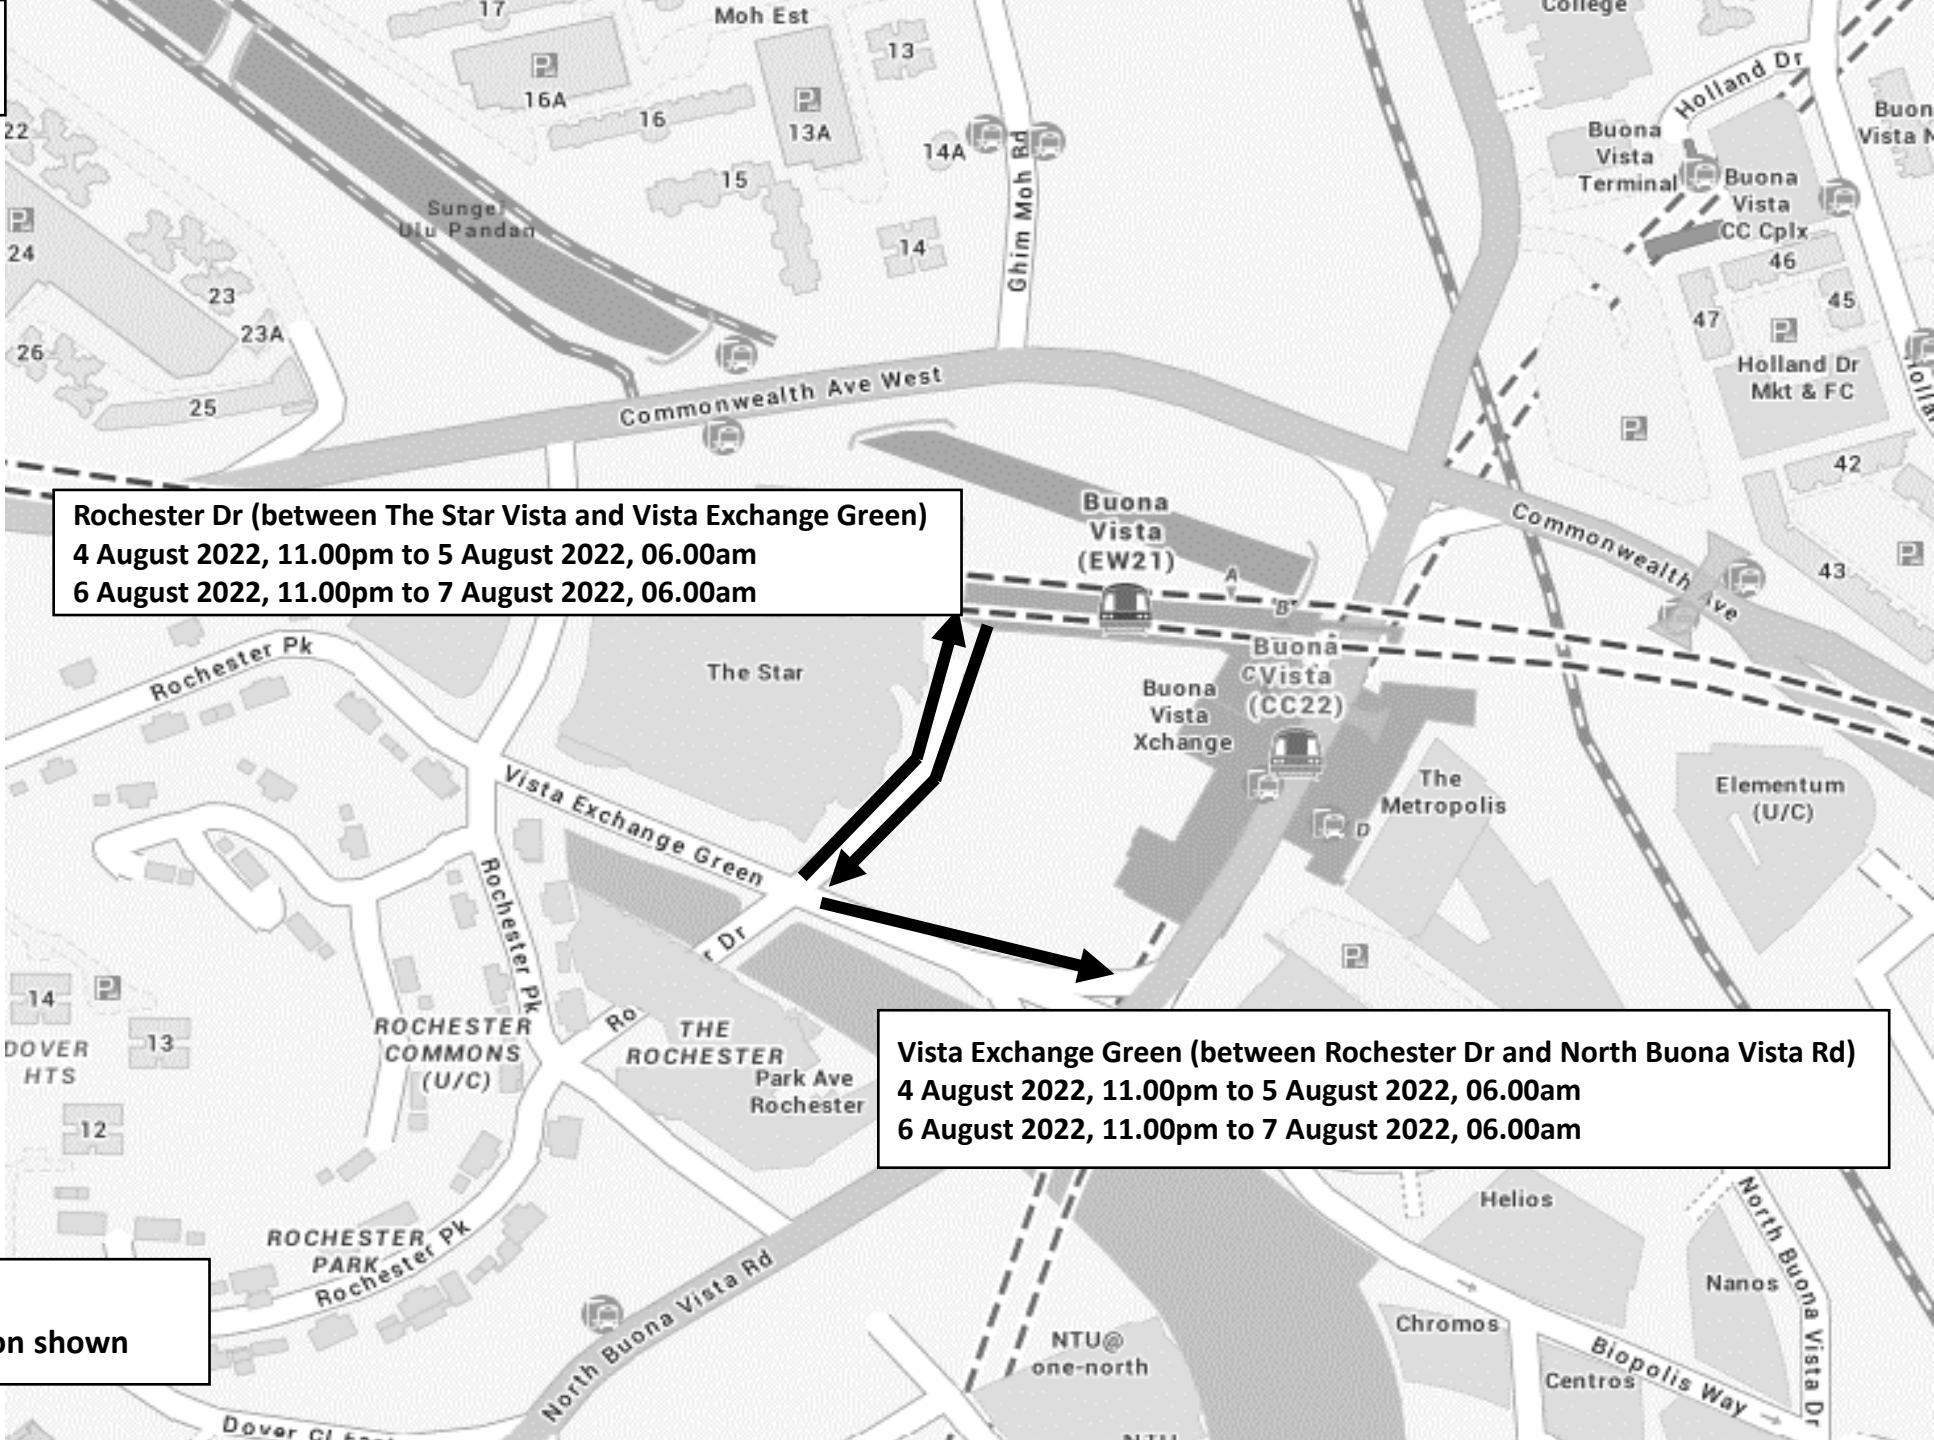 17
Moh Est
College
13
16A
16
13A
14A
15
14
Ghim Moh Rd
Holland Dr
Buona
Vista
Terminal
Buona
Vista
CC Cplx
46
45
47
Holland Dr
Mkt & FC
42
43
22
24
23
23A
26
25
Sungei
Ulu Pandan
Commonwealth Ave West
Commonwealth Ave
Rochester Dr (between The Star Vista and Vista Exchange Green)
4 August 2022, 11.00pm to 5 August 2022, 06.00am
6 August 2022, 11.00pm to 7 August 2022, 06.00am
Buona
Vista
(EW21)
A
B
Buona
C Vista
(CC22)
Buona
Vista
Xchange
D
The
Metropolis
Elementum
(U/C)
Rochester Pk
The Star
Vista Exchange Green
Rochester Pk
r Dr
Ro
14
13
DOVER
HTS
12
ROCHESTER
COMMONS
(U/C)
THE
ROCHESTER
Park Ave
Rochester
Vista Exchange Green (between Rochester Dr and North Buona Vista Rd)
4 August 2022, 11.00pm to 5 August 2022, 06.00am
6 August 2022, 11.00pm to 7 August 2022, 06.00am
ROCHESTER
PARK
Rochester Pk
on shown
North Buona Vista Rd
NTU@
one-north
Helios
Nanos
North Buona Vista Dr
Chromos
Centros
Biopolis Way